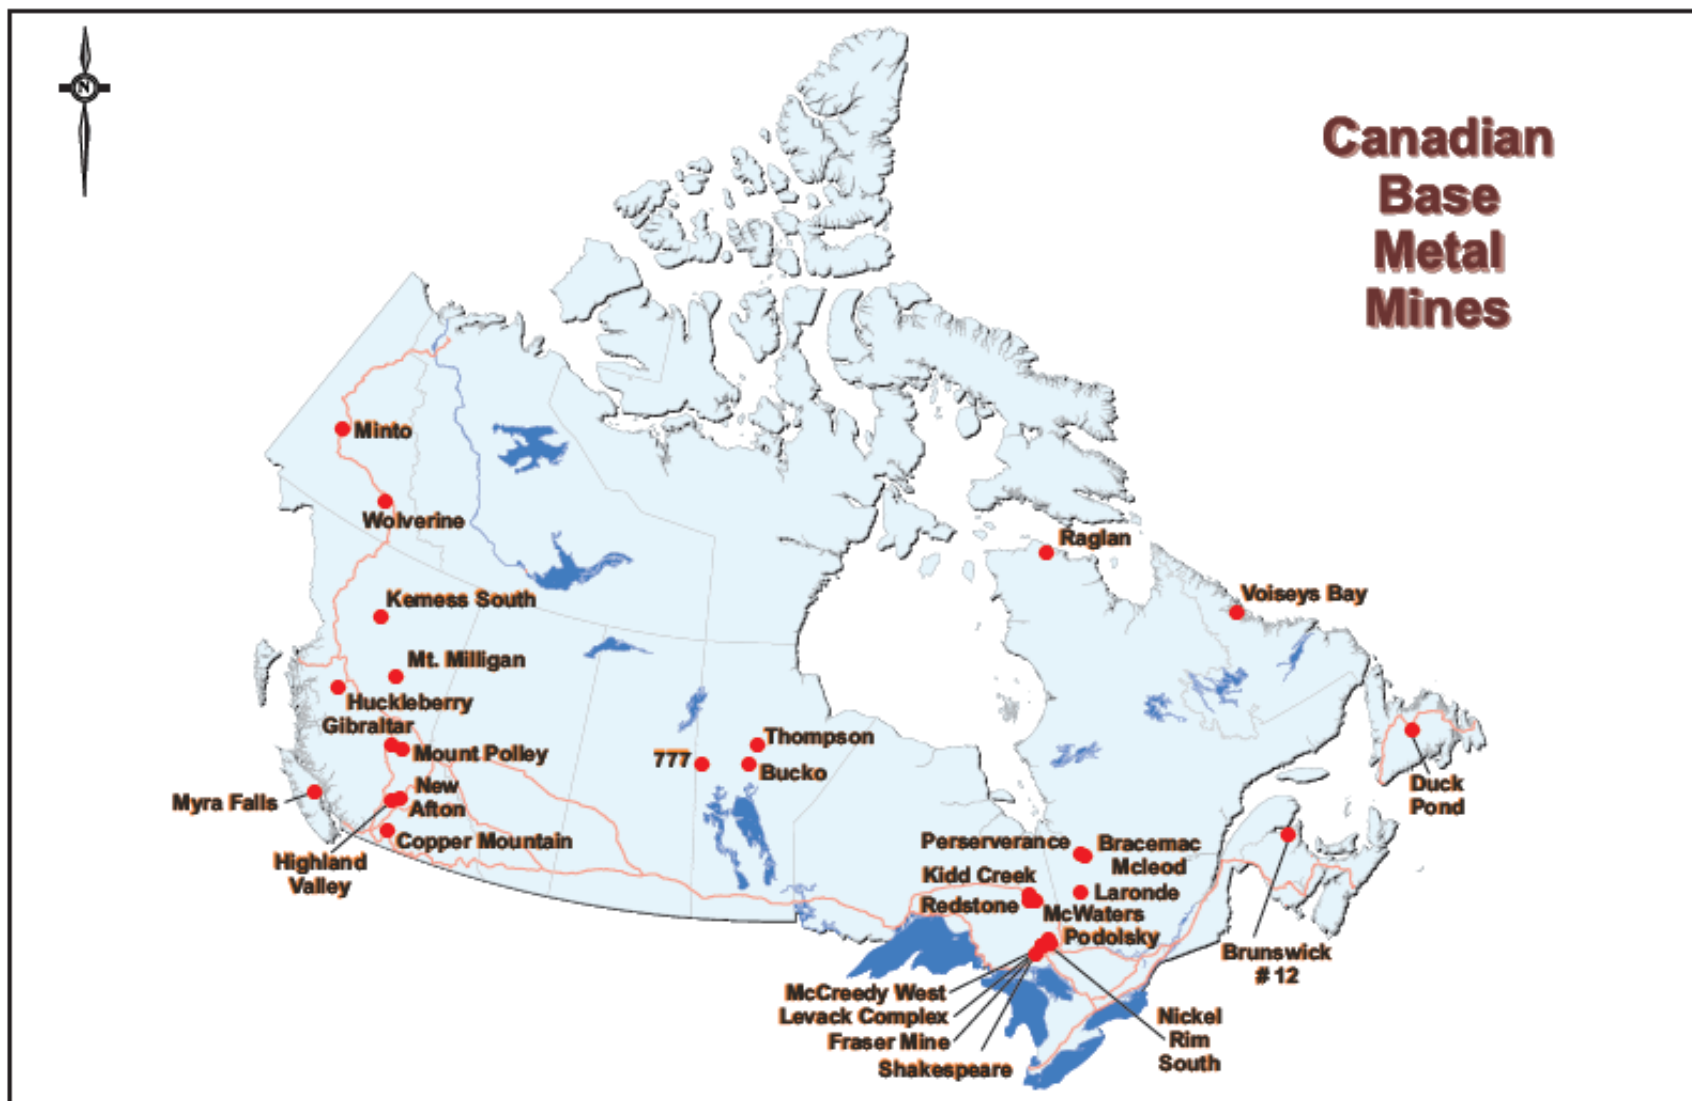 N
Canadian
Base
Metal
Mines
Minto
Wolverine
Raglan
Kemess South
Voiseys Bay
Mt. Milligan
Huckleberry
Gibraltar
Mount Polley
Thompson
777
Bucko
New
Afton
Myra Falls
Duck
Pond
Copper Mountain
Highland
Valley
Perserverance
Bracemac
Mcleod
Kidd Creek
Laronde
Redstone
McWaters
Podolsky
Brunswick
# 12
McCreedy West
Levack Complex
Fraser Mine
Shakespeare
Nickel
Rim
South